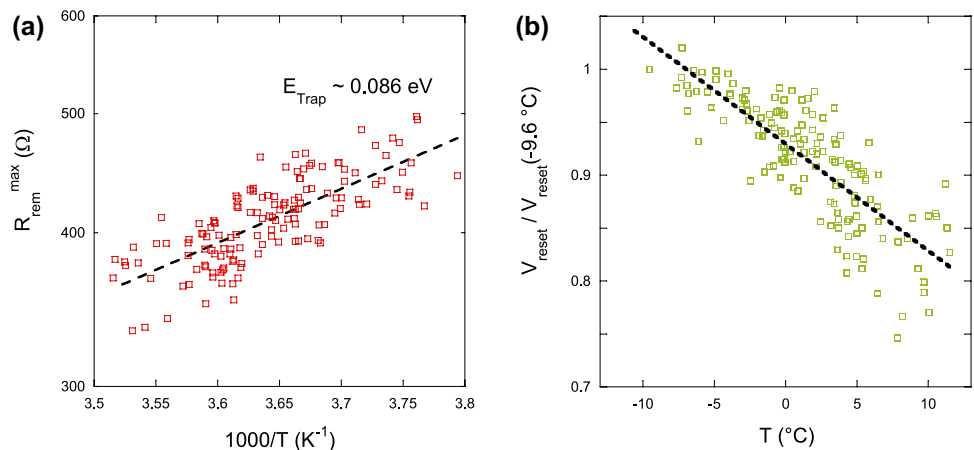 (a)
600
500
400
300
R_rem^max (Ω)
E_Trap ~ 0.086 eV
3.5 3.55 3.6 3.65 3.7 3.75 3.8
1000/T (K⁻¹)
(b)
1
0.9
0.8
0.7
V_reset / V_reset(-9.6 °C)
-10 -5 0 5 10
T (°C)